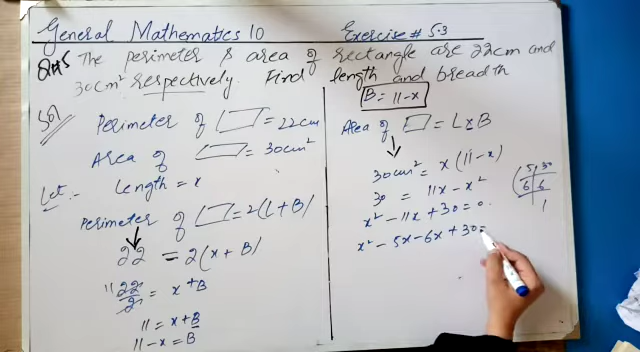 General Mathematics 10
Exercise # 5.3
Q#5 The perimeter & area of rectangle are 22cm and
30cm² respectively. Find length and breadth
Sol
Perimeter of ▱ = 22cm
Area of ▱ = 30cm²
Let: Length = x
Perimeter of ▱ = 2(L+B)
22 = 2(x+B)
11 22/2 = x+B
11 = x+B
11-x = B
B = 11-x
Area of ▱ = L×B
30cm² = x(11-x)
30 = 11x - x²
x² - 11x + 30 = 0
x² - 5x - 6x + 30 =
5, 30
6 6
1